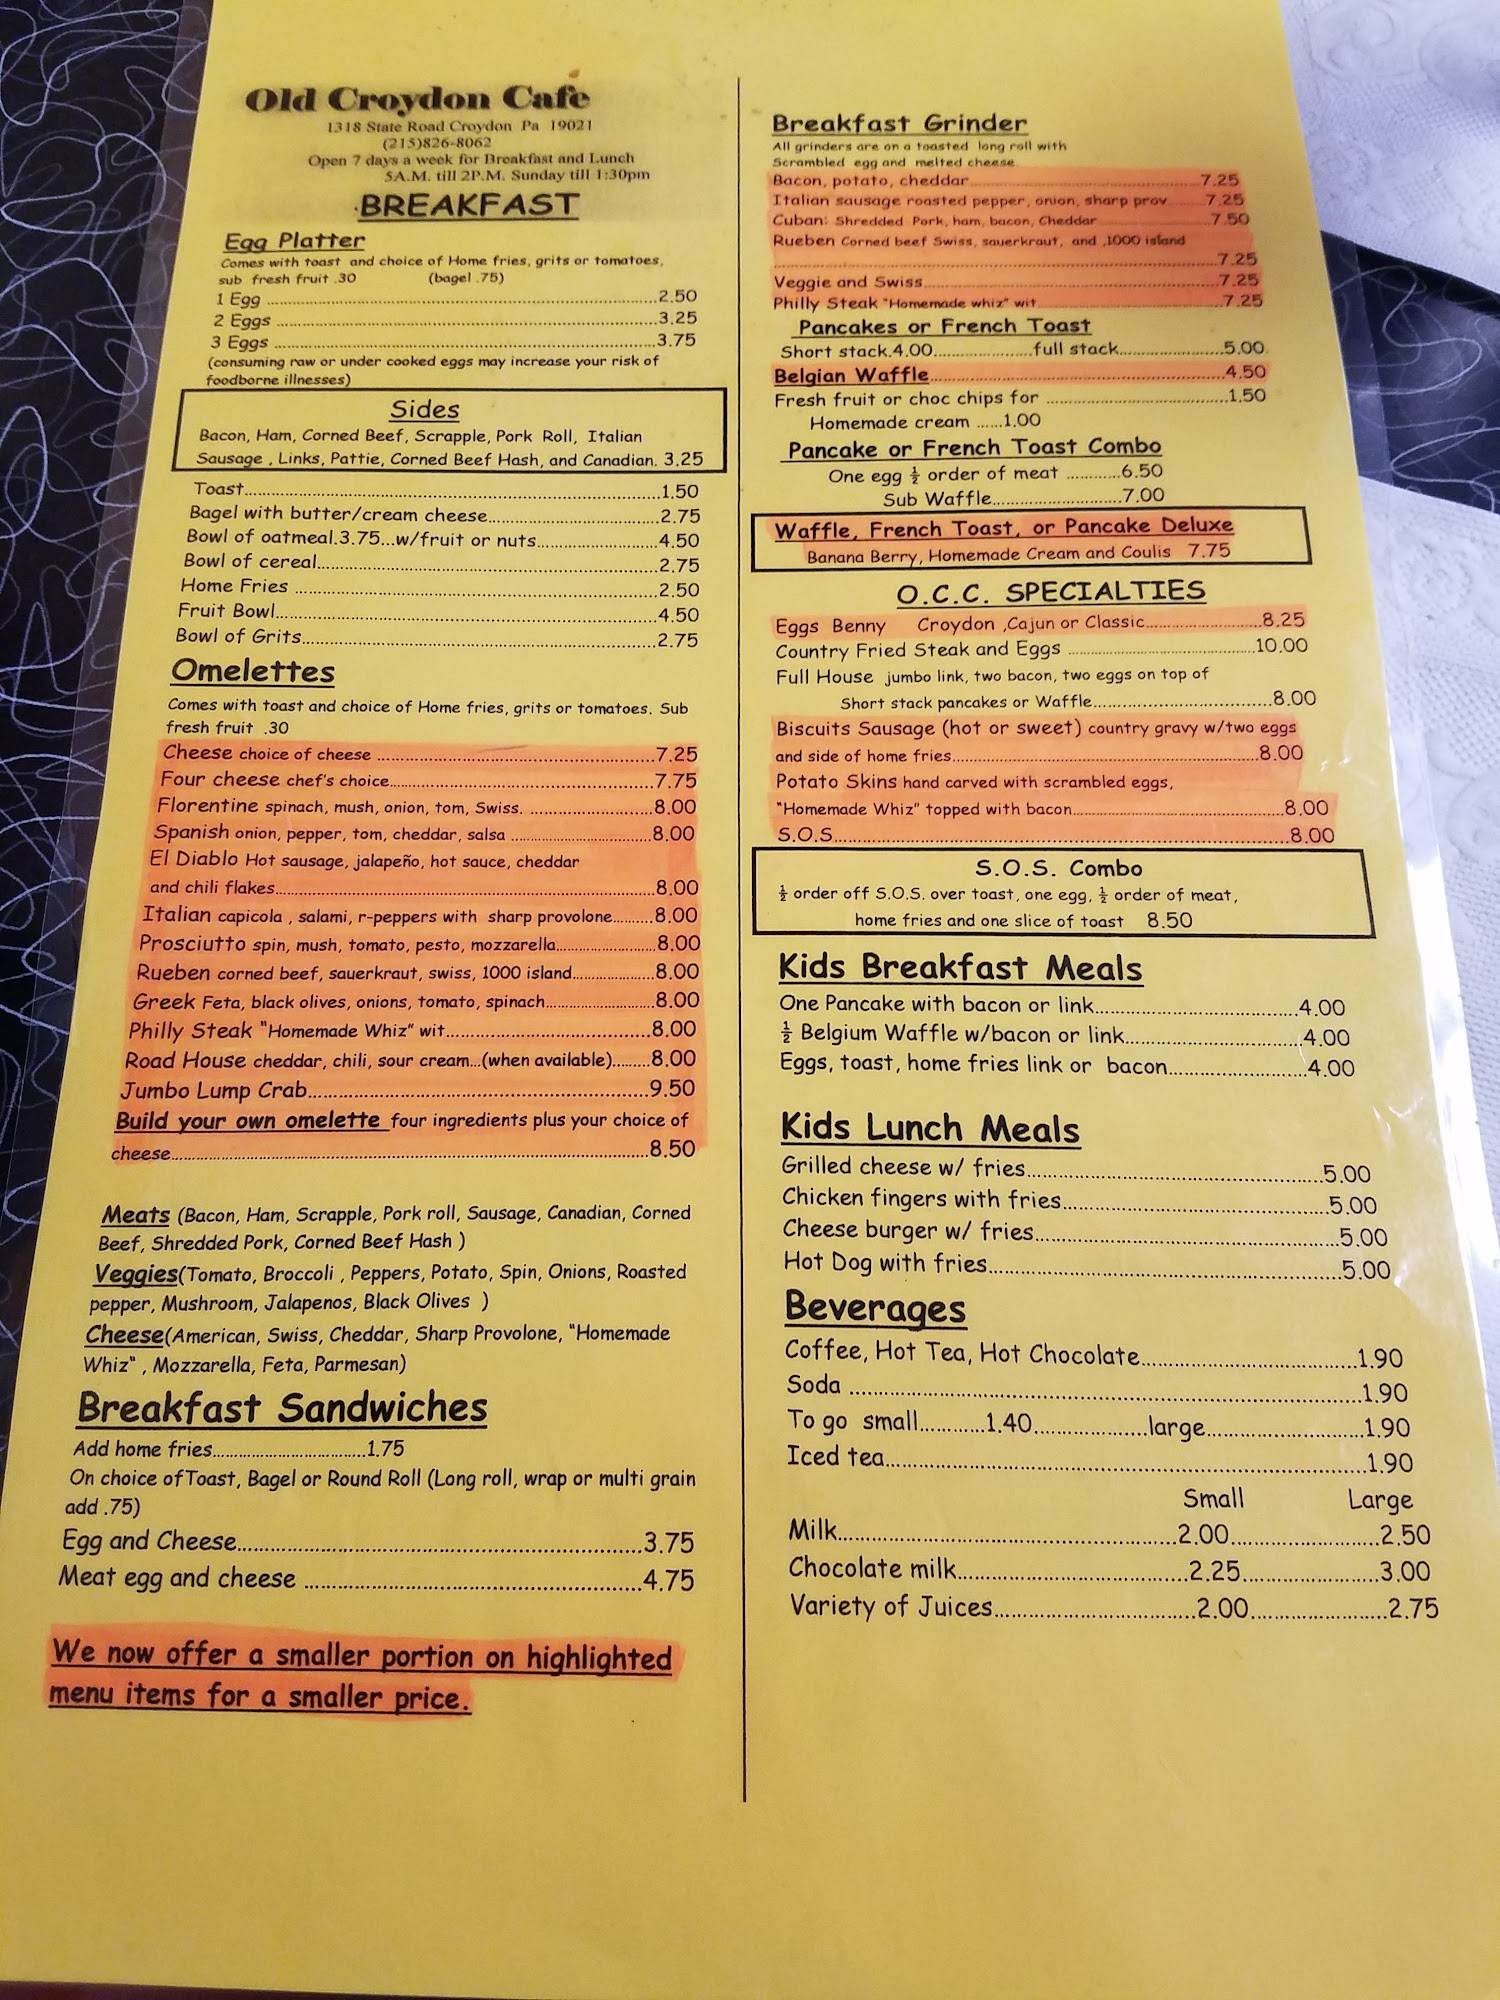 Old Croydon Cafe
1318 State Road Croydon Pa 19021
(215)826-8062
Open 7 days a week for Breakfast and Lunch
5A.M. till 2P.M. Sunday till 1:30pm
BREAKFAST
Egg Platter
Comes with toast and choice of Home fries, grits or tomatoes,
sub fresh fruit .30 (bagel .75)
1 Egg ...2.50
2 Eggs ...3.25
3 Eggs ...3.75
(consuming raw or under cooked eggs may increase your risk of
foodborne illnesses)
Sides
Bacon, Ham, Corned Beef, Scrapple, Pork Roll, Italian
Sausage , Links, Pattie, Corned Beef Hash, and Canadian. 3.25
Toast...1.50
Bagel with butter/cream cheese...2.75
Bowl of oatmeal.3.75...w/fruit or nuts...4.50
Bowl of cereal...2.75
Home Fries ...2.50
Fruit Bowl...4.50
Bowl of Grits...2.75
Omelettes
Comes with toast and choice of Home fries, grits or tomatoes. Sub
fresh fruit .30
Cheese choice of cheese ...7.25
Four cheese chef's choice...7.75
Florentine spinach, mush, onion, tom, Swiss. ...8.00
Spanish onion, pepper, tom, cheddar, salsa ...8.00
El Diablo Hot sausage, jalapeño, hot sauce, cheddar
and chili flakes...8.00
Italian capicola , salami, r-peppers with sharp provolone...8.00
Prosciutto spin, mush, tomato, pesto, mozzarella...8.00
Rueben corned beef, sauerkraut, swiss, 1000 island...8.00
Greek Feta, black olives, onions, tomato, spinach...8.00
Philly Steak "Homemade Whiz" wit...8.00
Road House cheddar, chili, sour cream...(when available)...8.00
Jumbo Lump Crab...9.50
Build your own omelette four ingredients plus your choice of
cheese...8.50
Meats (Bacon, Ham, Scrapple, Pork roll, Sausage, Canadian, Corned
Beef, Shredded Pork, Corned Beef Hash )
Veggies(Tomato, Broccoli , Peppers, Potato, Spin, Onions, Roasted
pepper, Mushroom, Jalapenos, Black Olives )
Cheese(American, Swiss, Cheddar, Sharp Provolone, "Homemade
Whiz" , Mozzarella, Feta, Parmesan)
Breakfast Sandwiches
Add home fries...1.75
On choice ofToast, Bagel or Round Roll (Long roll, wrap or multi grain
add .75)
Egg and Cheese...3.75
Meat egg and cheese ...4.75
We now offer a smaller portion on highlighted
menu items for a smaller price.
Breakfast Grinder
All grinders are on a toasted long roll with
Scrambled egg and melted cheese
Bacon, potato, cheddar...7.25
Italian sausage roasted pepper, onion, sharp prov...7.25
Cuban: Shredded Pork, ham, bacon, Cheddar...7.50
Rueben Corned beef Swiss, sauerkraut, and ,1000 island
...7.25
Veggie and Swiss...7.25
Philly Steak "Homemade whiz" wit...7.25
Pancakes or French Toast
Short stack.4.00...full stack...5.00
Belgian Waffle...4.50
Fresh fruit or choc chips for ...1.50
Homemade cream ......1.00
Pancake or French Toast Combo
One egg ½ order of meat ...6.50
Sub Waffle...7.00
Waffle, French Toast, or Pancake Deluxe
Banana Berry, Homemade Cream and Coulis 7.75
O.C.C. SPECIALTIES
Eggs Benny Croydon ,Cajun or Classic...8.25
Country Fried Steak and Eggs ...10.00
Full House jumbo link, two bacon, two eggs on top of
Short stack pancakes or Waffle...8.00
Biscuits Sausage (hot or sweet) country gravy w/two eggs
and side of home fries...8.00
Potato Skins hand carved with scrambled eggs,
"Homemade Whiz" topped with bacon...8.00
S.O.S...8.00
S.O.S. Combo
½ order off S.O.S. over toast, one egg, ½ order of meat,
home fries and one slice of toast 8.50
Kids Breakfast Meals
One Pancake with bacon or link...4.00
½ Belgium Waffle w/bacon or link...4.00
Eggs, toast, home fries link or bacon...4.00
Kids Lunch Meals
Grilled cheese w/ fries...5.00
Chicken fingers with fries...5.00
Cheese burger w/ fries...5.00
Hot Dog with fries...5.00
Beverages
Coffee, Hot Tea, Hot Chocolate...1.90
Soda ...1.90
To go small...1.40...large...1.90
Iced tea...1.90
Small Large
Milk...2.00...2.50
Chocolate milk...2.25...3.00
Variety of Juices...2.00...2.75